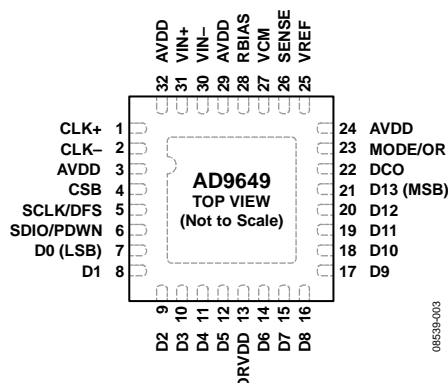 32 AVDD
31 VIN+
30 VIN–
29 AVDD
28 RBIAS
27 VCM
26 SENSE
25 VREF
CLK+ 1
CLK– 2
AVDD 3
CSB 4
SCLK/DFS 5
SDIO/PDWN 6
D0 (LSB) 7
D1 8
AD9649
TOP VIEW
(Not to Scale)
24 AVDD
23 MODE/OR
22 DCO
21 D13 (MSB)
20 D12
19 D11
18 D10
17 D9
D2 9
D3 10
D4 11
D5 12
DRVDD 13
D6 14
D7 15
D8 16
08539-003